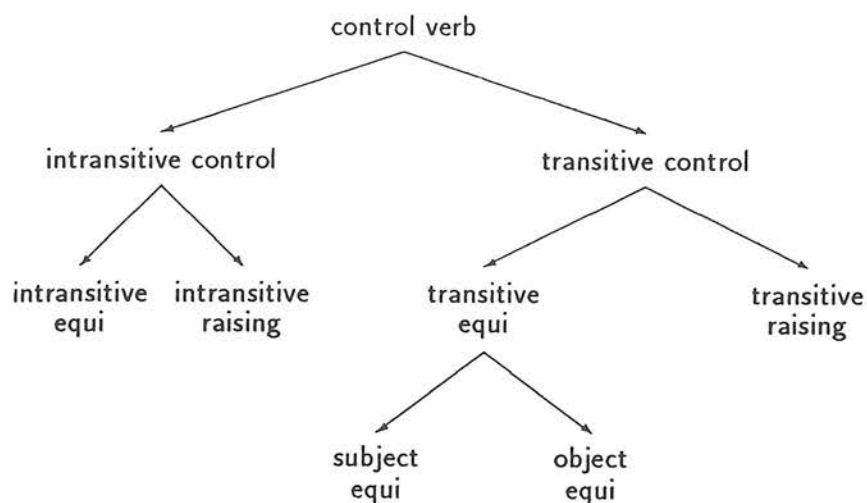 control verb
intransitive control
transitive control
intransitive equi
intransitive raising
transitive equi
transitive raising
subject equi
object equi